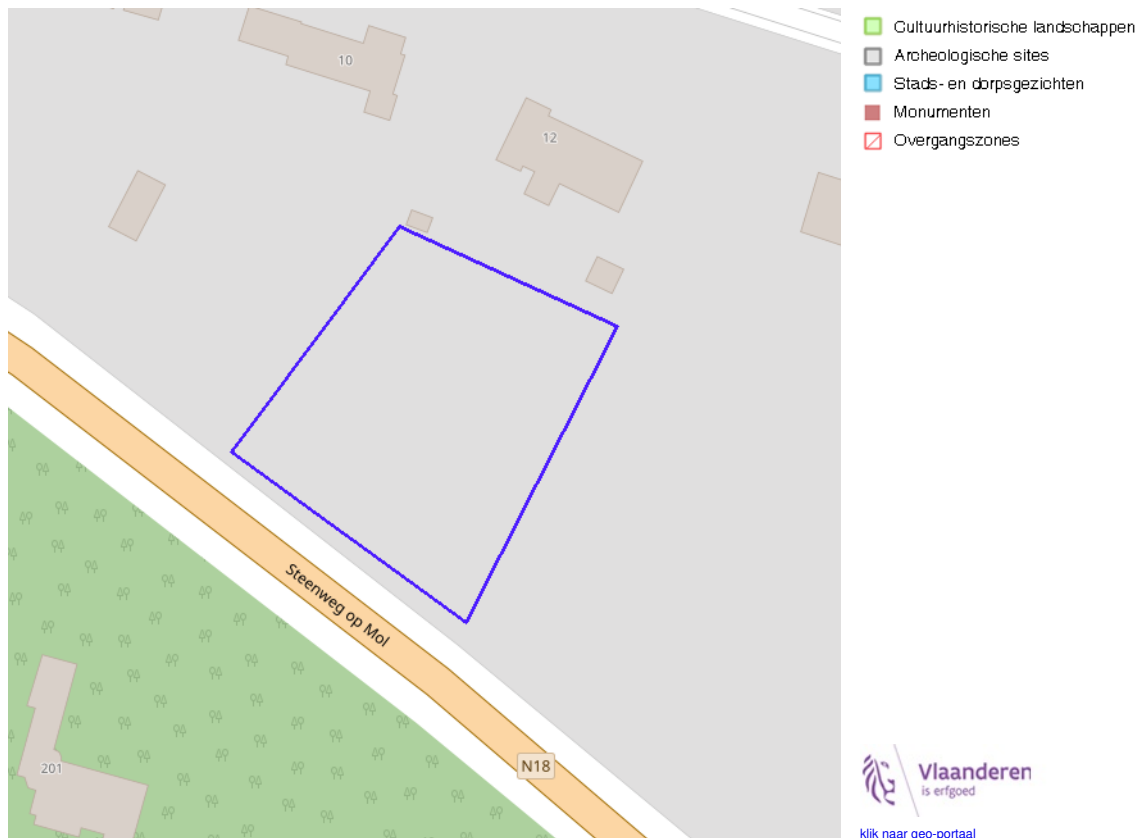 10
12
Steenweg op Mol
N18
201
Cultuurhistorische landschappen
Archeologische sites
Stads- en dorpsgezichten
Monumenten
Overgangszones
Vlaanderen
is erfgoed
klik naar geo-portaal